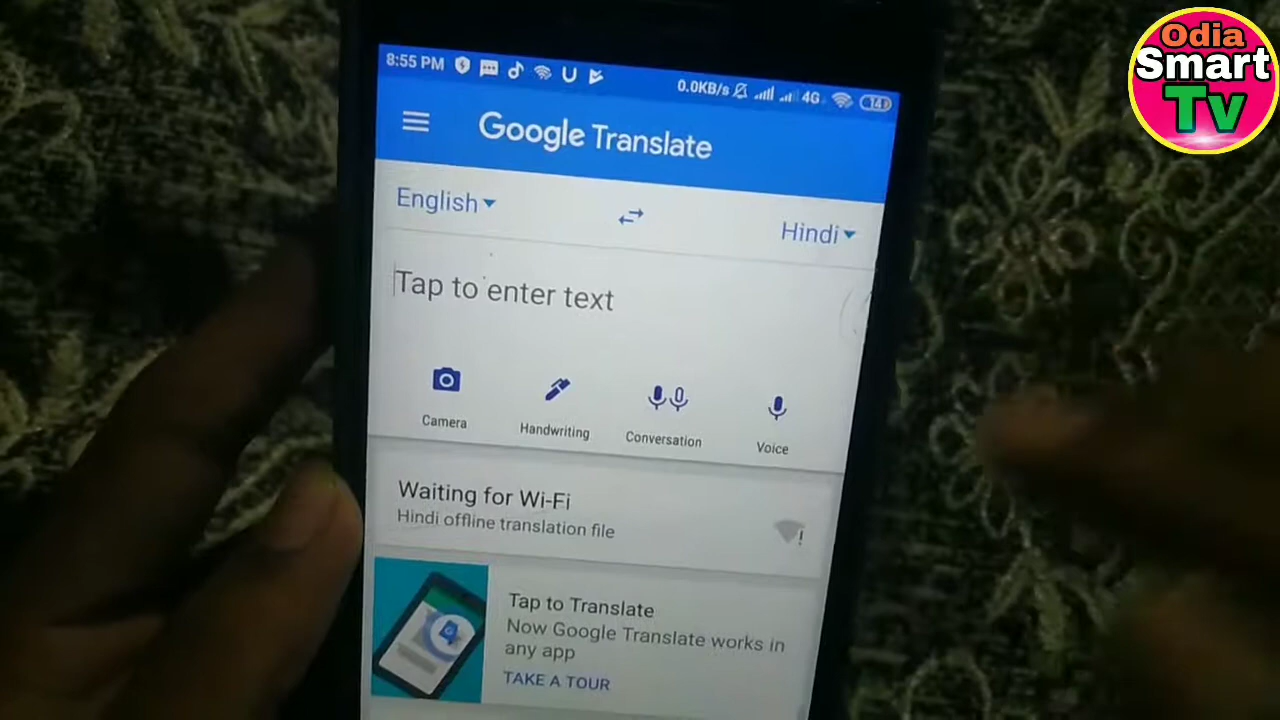 Odia
Smart
Tv
8:55 PM
0.0KB/s 4G 14
Google Translate
English
Hindi
Tap to enter text
Camera
Handwriting
Conversation
Voice
Waiting for Wi-Fi
Hindi offline translation file
Tap to Translate
Now Google Translate works in
any app
TAKE A TOUR